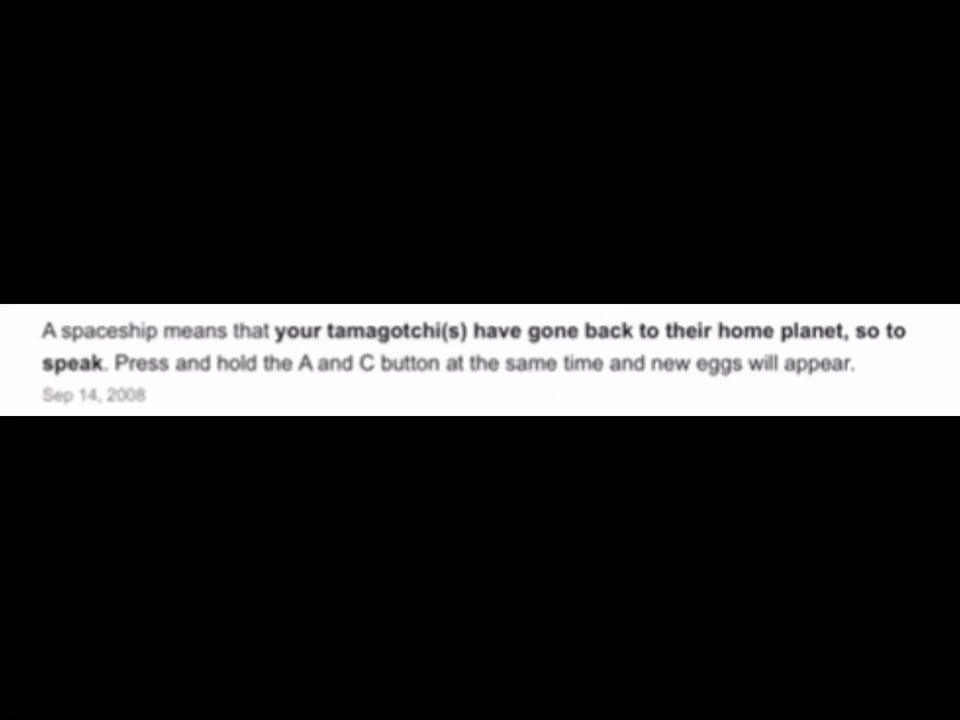 A spaceship means that your tamagotchi(s) have gone back to their home planet, so to
speak. Press and hold the A and C button at the same time and new eggs will appear.
Sep 14, 2008